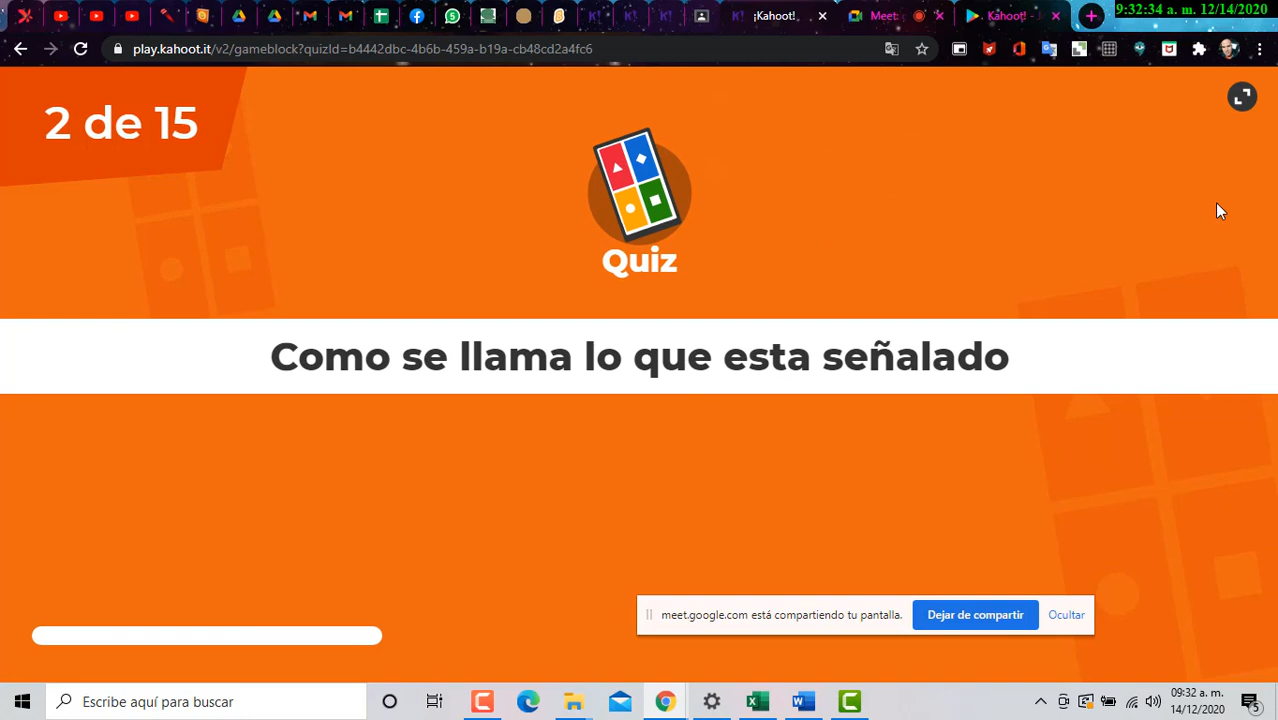 9:32:34 a. m. 12/14/2020
¡Kahoot!
Meet:
Kahoot! -
play.kahoot.it/v2/gameblock?quizId=b4442dbc-4b6b-459a-b19a-cb48cd2a4fc6
2 de 15
Quiz
Como se llama lo que esta señalado
meet.google.com está compartiendo tu pantalla.
Dejar de compartir
Ocultar
Escribe aquí para buscar
09:32 a. m.
14/12/2020
5